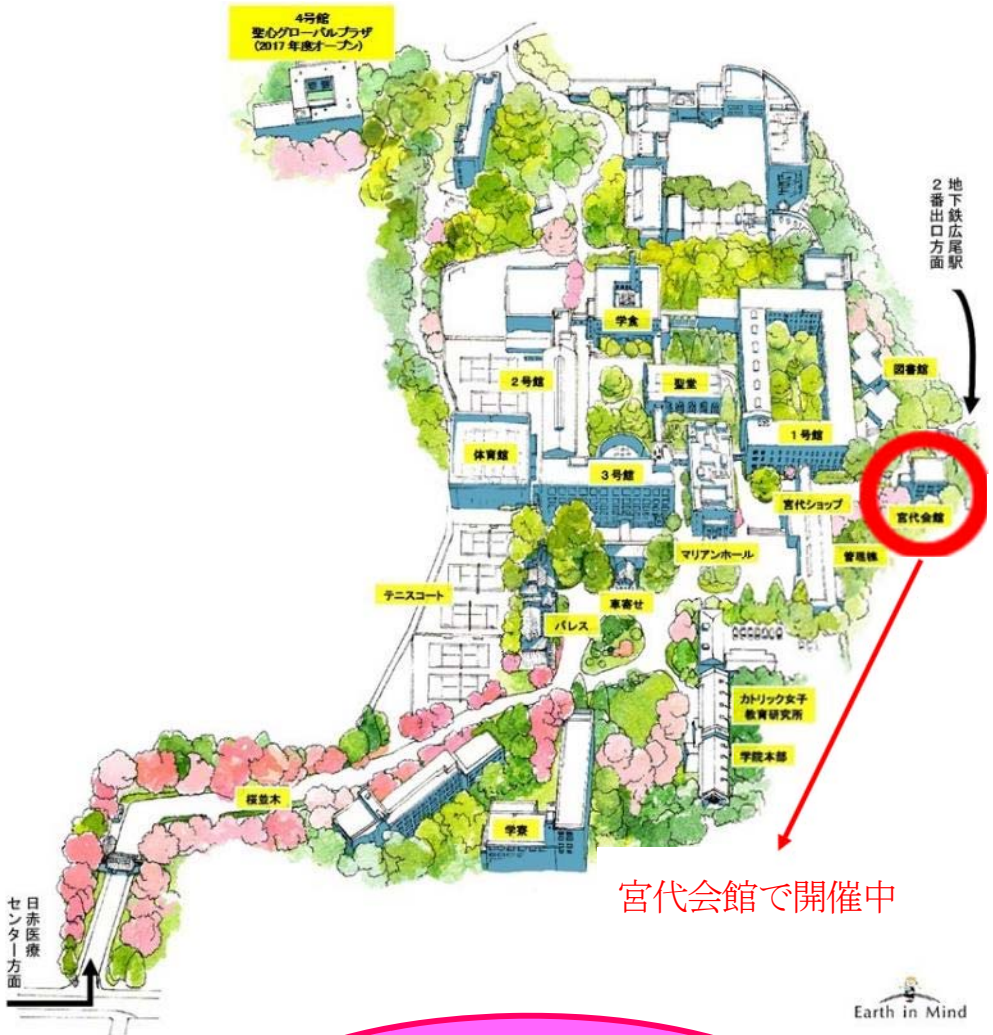 4号館
聖心グローバルプラザ
(2017年度オープン)
地下鉄広尾駅
2番出口方面
学食
図書館
2号館
聖堂
1号館
体育館
3号館
宮代ショップ
宮代会館
マリアンホール
管理棟
テニスコート
車寄せ
パレス
カトリック女子
教育研究所
学院本部
桜並木
学寮
宮代会館で開催中
日赤医療
センター方面
Earth in Mind